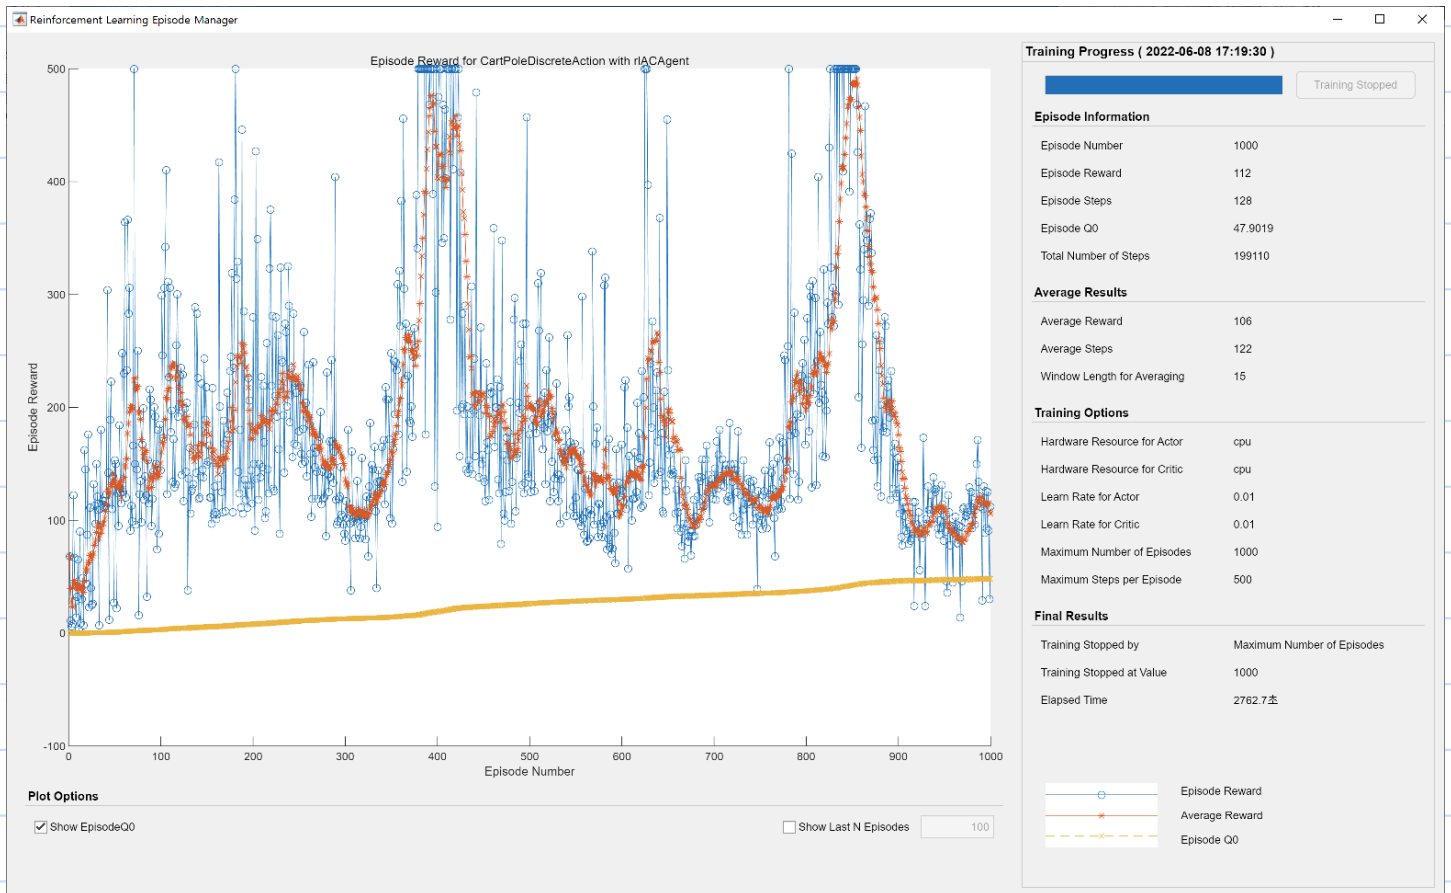 Reinforcement Learning Episode Manager
Episode Reward for CartPoleDiscreteAction with rlACAgent
500
400
300
200
100
0
-100
Episode Reward
0 100 200 300 400 500 600 700 800 900 1000
Episode Number
Plot Options
Show EpisodeQ0
Show Last N Episodes 100
Training Progress ( 2022-06-08 17:19:30 )
Training Stopped
Episode Information
Episode Number 1000
Episode Reward 112
Episode Steps 128
Episode Q0 47.9019
Total Number of Steps 199110
Average Results
Average Reward 106
Average Steps 122
Window Length for Averaging 15
Training Options
Hardware Resource for Actor cpu
Hardware Resource for Critic cpu
Learn Rate for Actor 0.01
Learn Rate for Critic 0.01
Maximum Number of Episodes 1000
Maximum Steps per Episode 500
Final Results
Training Stopped by Maximum Number of Episodes
Training Stopped at Value 1000
Elapsed Time 2762.7초
Episode Reward
Average Reward
Episode Q0